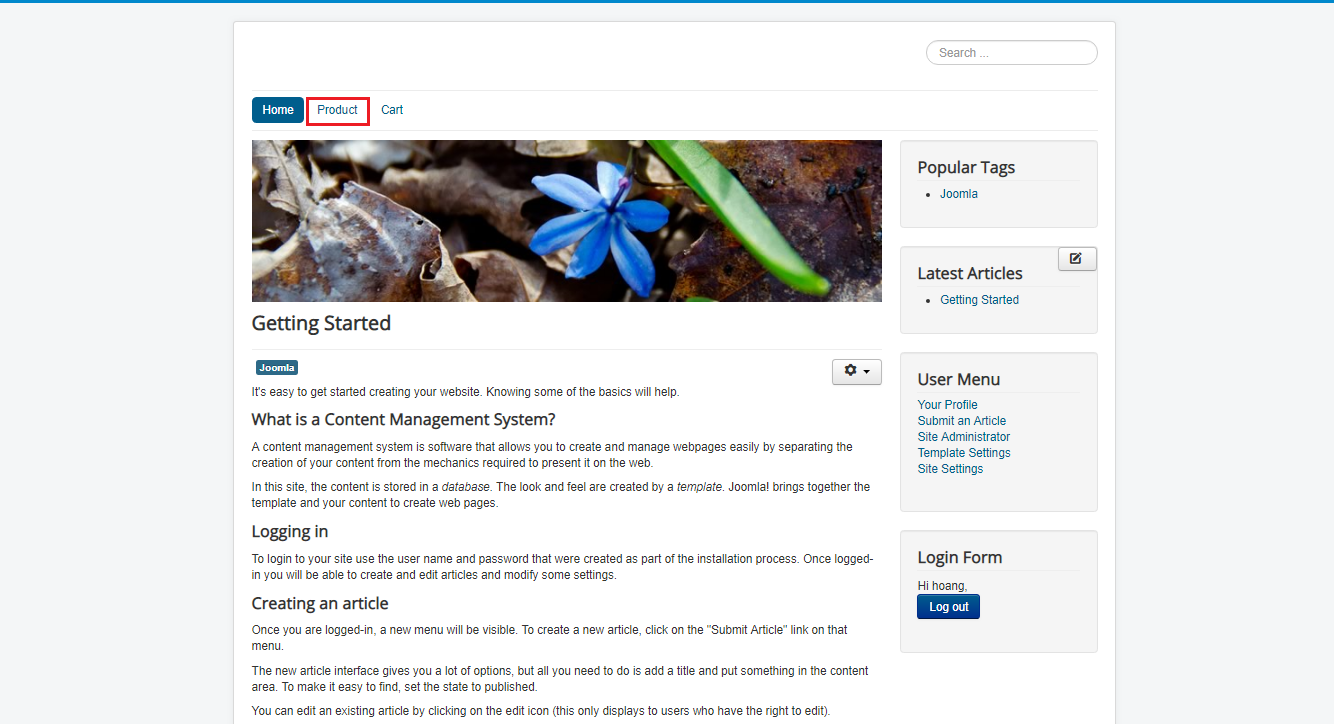 Search ...
Home Product Cart
Popular Tags
Joomla
Latest Articles
Getting Started
Getting Started
Joomla
It's easy to get started creating your website. Knowing some of the basics will help.
What is a Content Management System?
A content management system is software that allows you to create and manage webpages easily by separating the
creation of your content from the mechanics required to present it on the web.
In this site, the content is stored in a database. The look and feel are created by a template. Joomla! brings together the
template and your content to create web pages.
Logging in
To login to your site use the user name and password that were created as part of the installation process. Once logged-
in you will be able to create and edit articles and modify some settings.
Creating an article
Once you are logged-in, a new menu will be visible. To create a new article, click on the "Submit Article" link on that
menu.
The new article interface gives you a lot of options, but all you need to do is add a title and put something in the content
area. To make it easy to find, set the state to published.
You can edit an existing article by clicking on the edit icon (this only displays to users who have the right to edit).
User Menu
Your Profile
Submit an Article
Site Administrator
Template Settings
Site Settings
Login Form
Hi hoang,
Log out